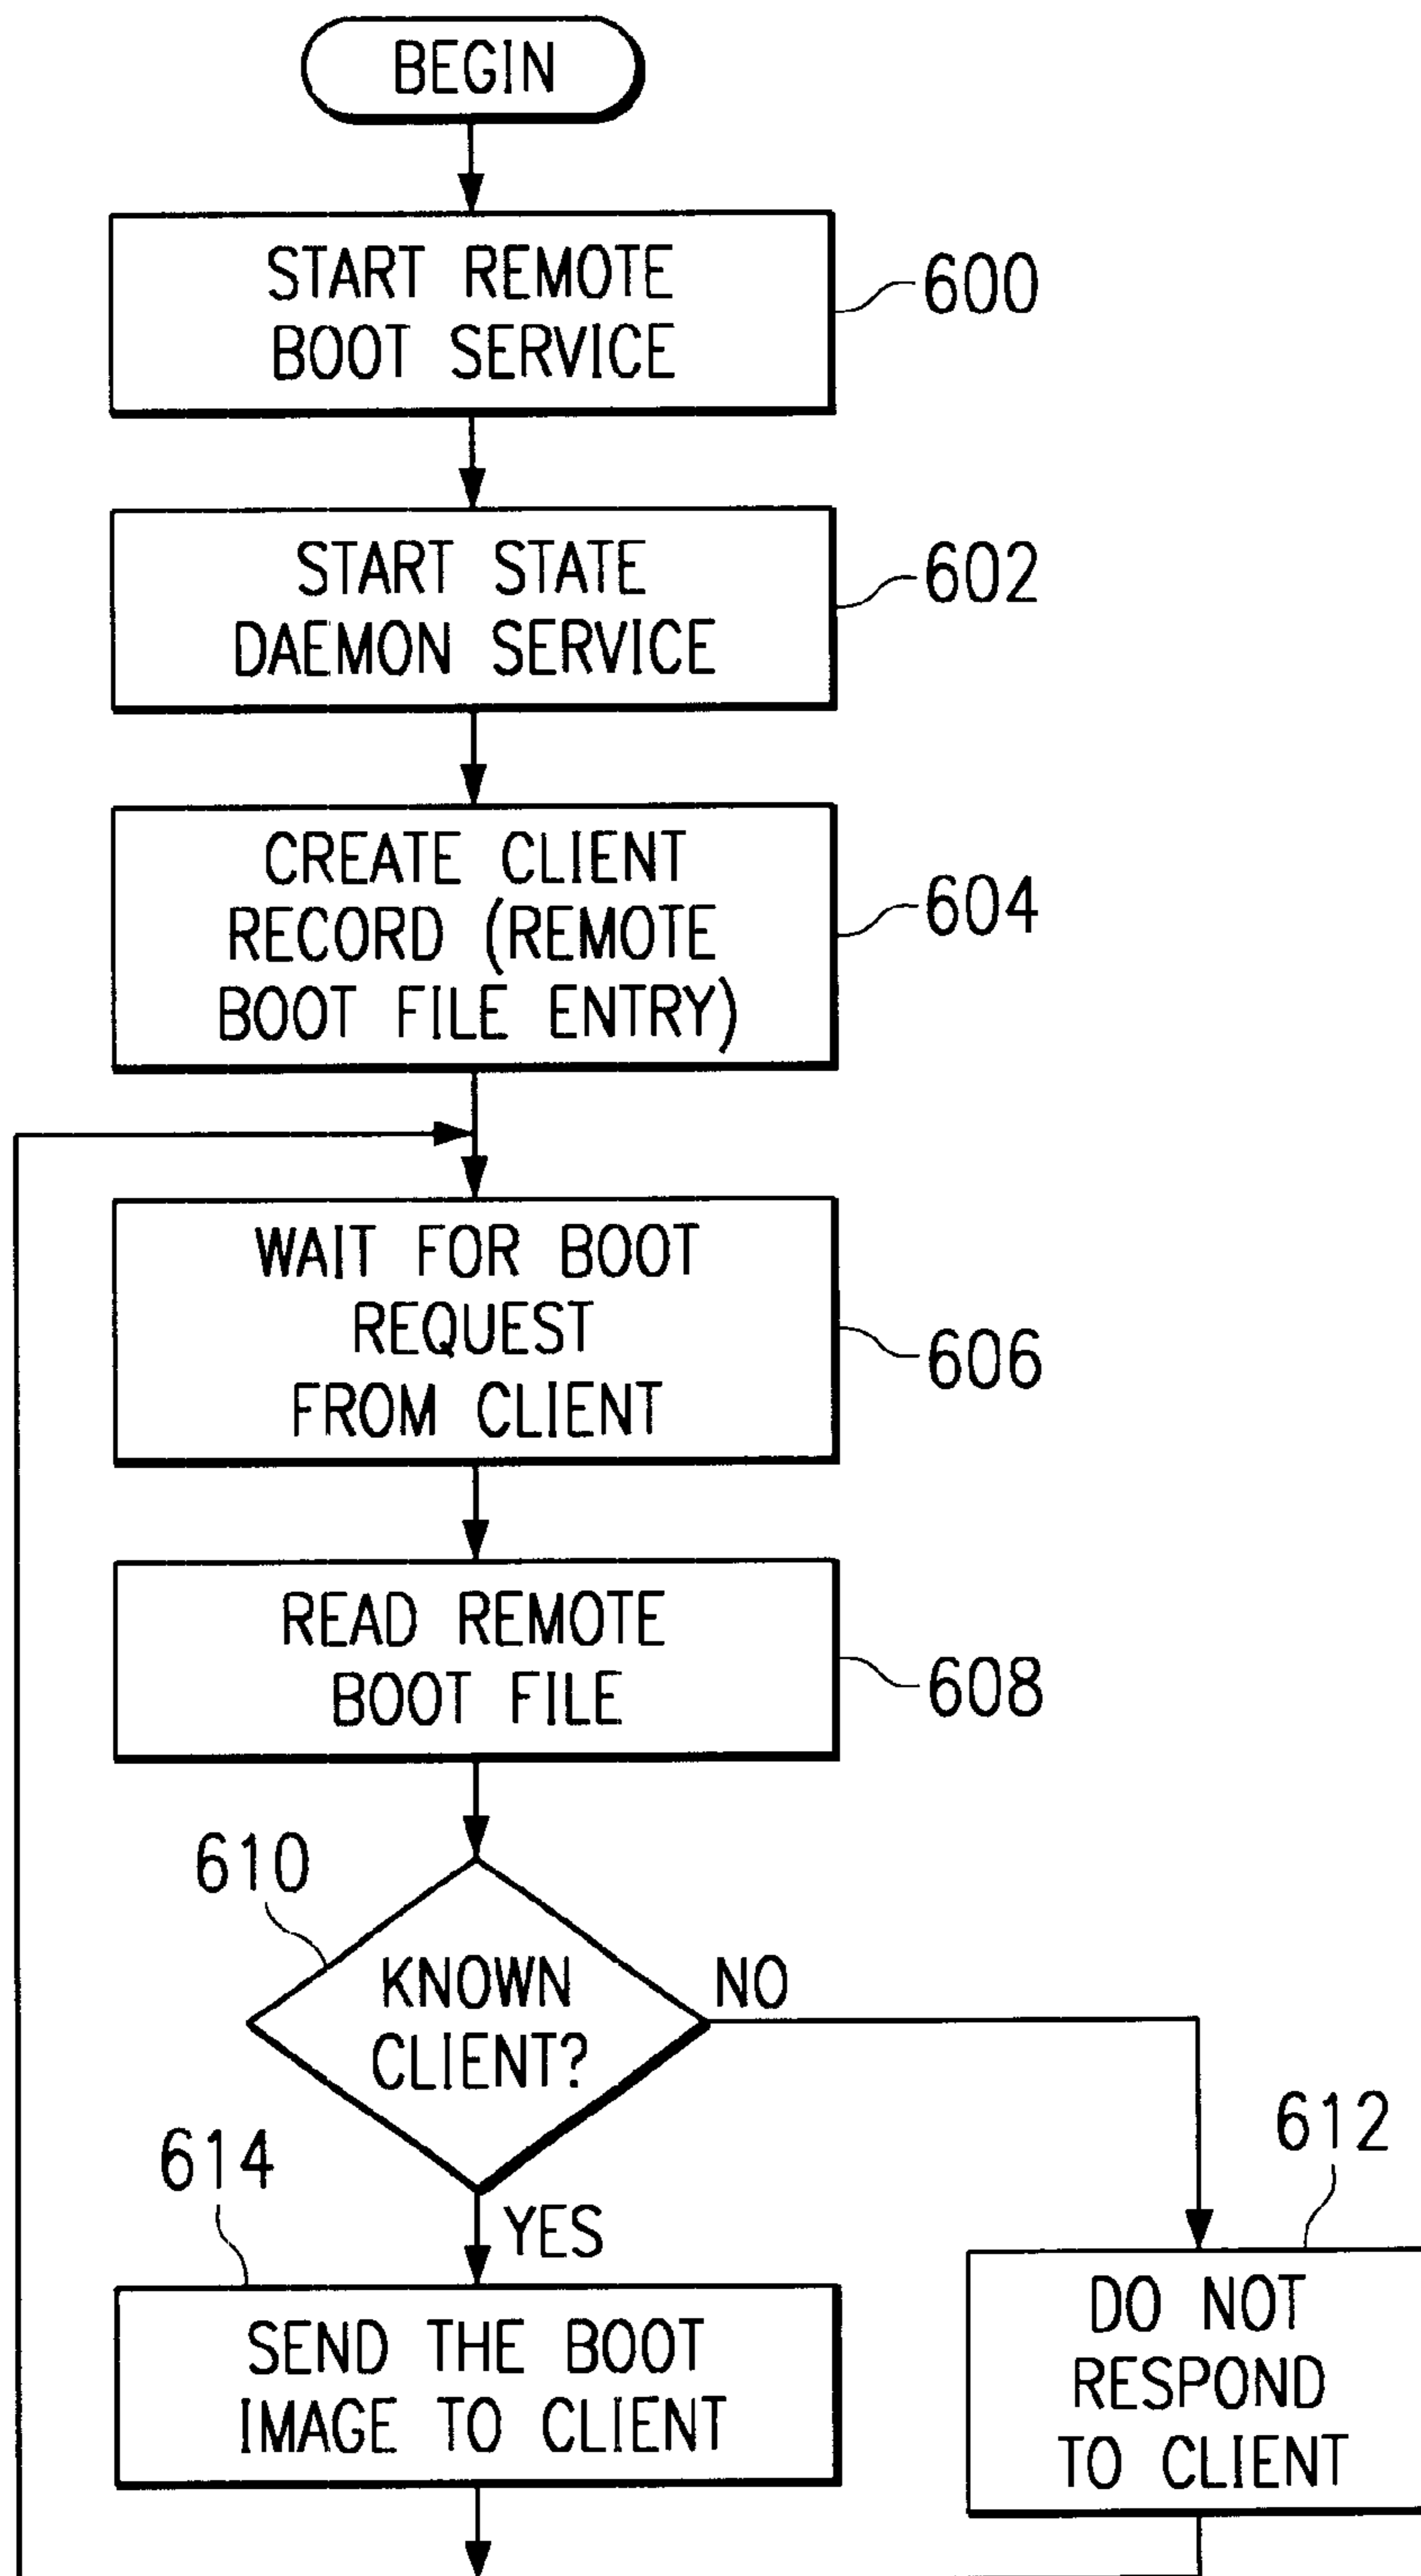 BEGIN
START REMOTE
BOOT SERVICE
600
START STATE
DAEMON SERVICE
602
CREATE CLIENT
RECORD (REMOTE
BOOT FILE ENTRY)
604
WAIT FOR BOOT
REQUEST
FROM CLIENT
606
READ REMOTE
BOOT FILE
608
610
KNOWN
CLIENT?
NO
YES
614
SEND THE BOOT
IMAGE TO CLIENT
612
DO NOT
RESPOND
TO CLIENT